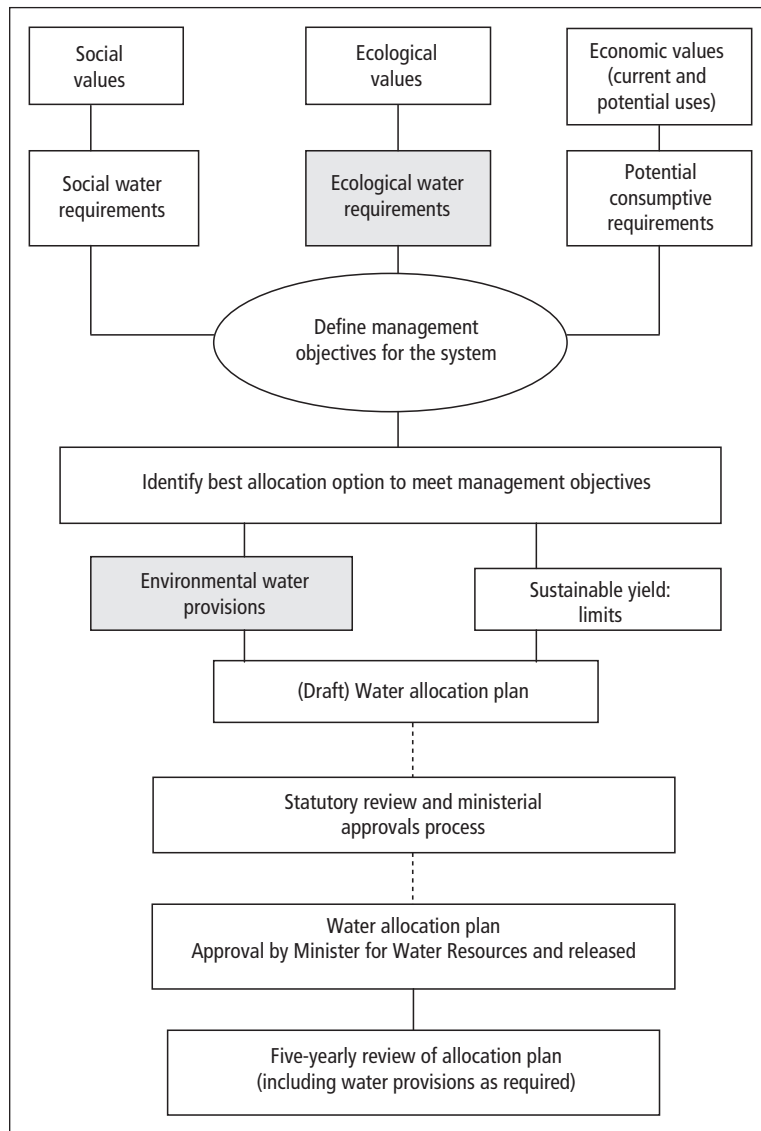 Social
values
Ecological
values
Economic values
(current and
potential uses)
Social water
requirements
Ecological water
requirements
Potential
consumptive
requirements
Define management
objectives for the system
Identify best allocation option to meet management objectives
Environmental water
provisions
Sustainable yield:
limits
(Draft) Water allocation plan
Statutory review and ministerial
approvals process
Water allocation plan
Approval by Minister for Water Resources and released
Five-yearly review of allocation plan
(including water provisions as required)